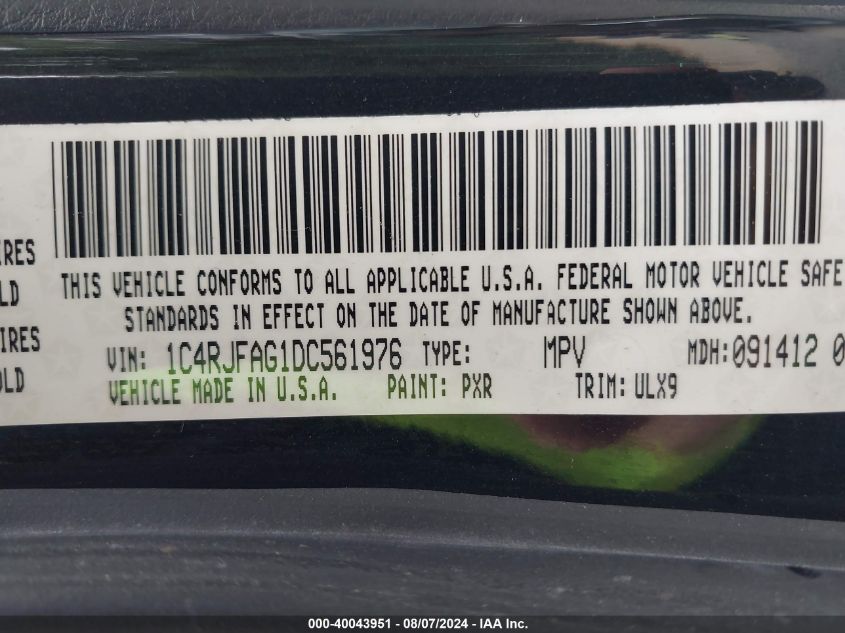 IRES
LD
IRES
OLD
THIS VEHICLE CONFORMS TO ALL APPLICABLE U.S.A. FEDERAL MOTOR VEHICLE SAFE
STANDARDS IN EFFECT ON THE DATE OF MANUFACTURE SHOWN ABOVE.
VIN: 1C4RJFAG1DC561976 TYPE: MPV MDH:091412 0
VEHICLE MADE IN U.S.A. PAINT: PXR TRIM: ULX9
000-40043951 - 08/07/2024 - IAA Inc.